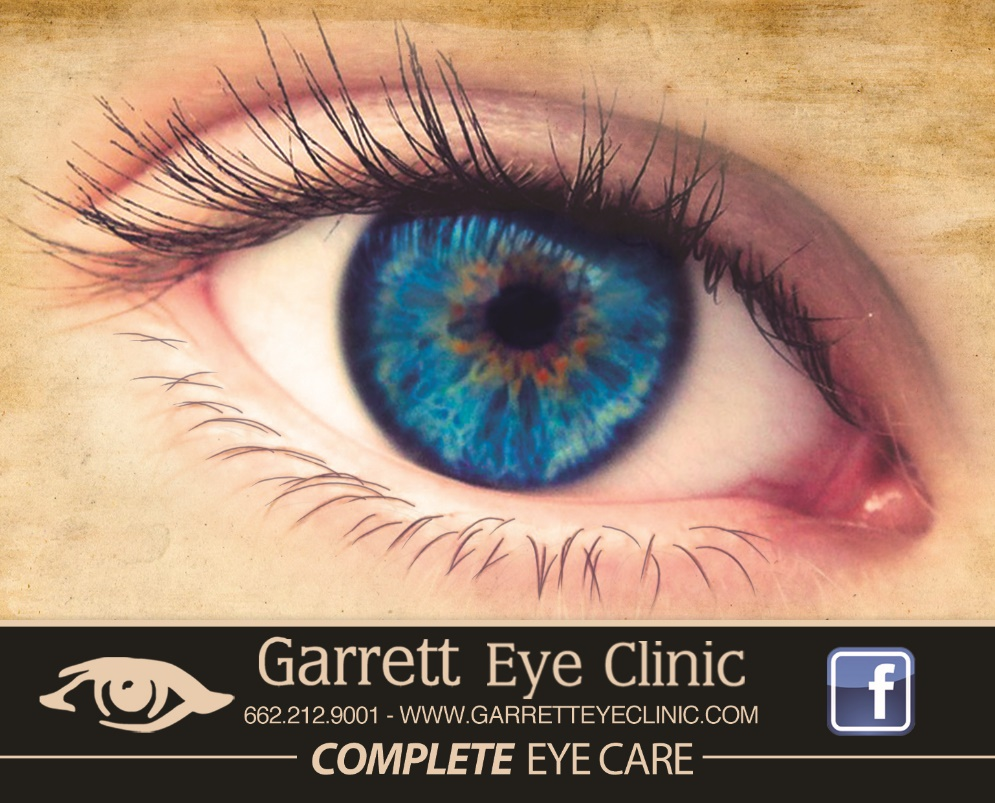 Garrett Eye Clinic
662.212.9001 - WWW.GARRETTEYECLINIC.COM
f
COMPLETE EYE CARE